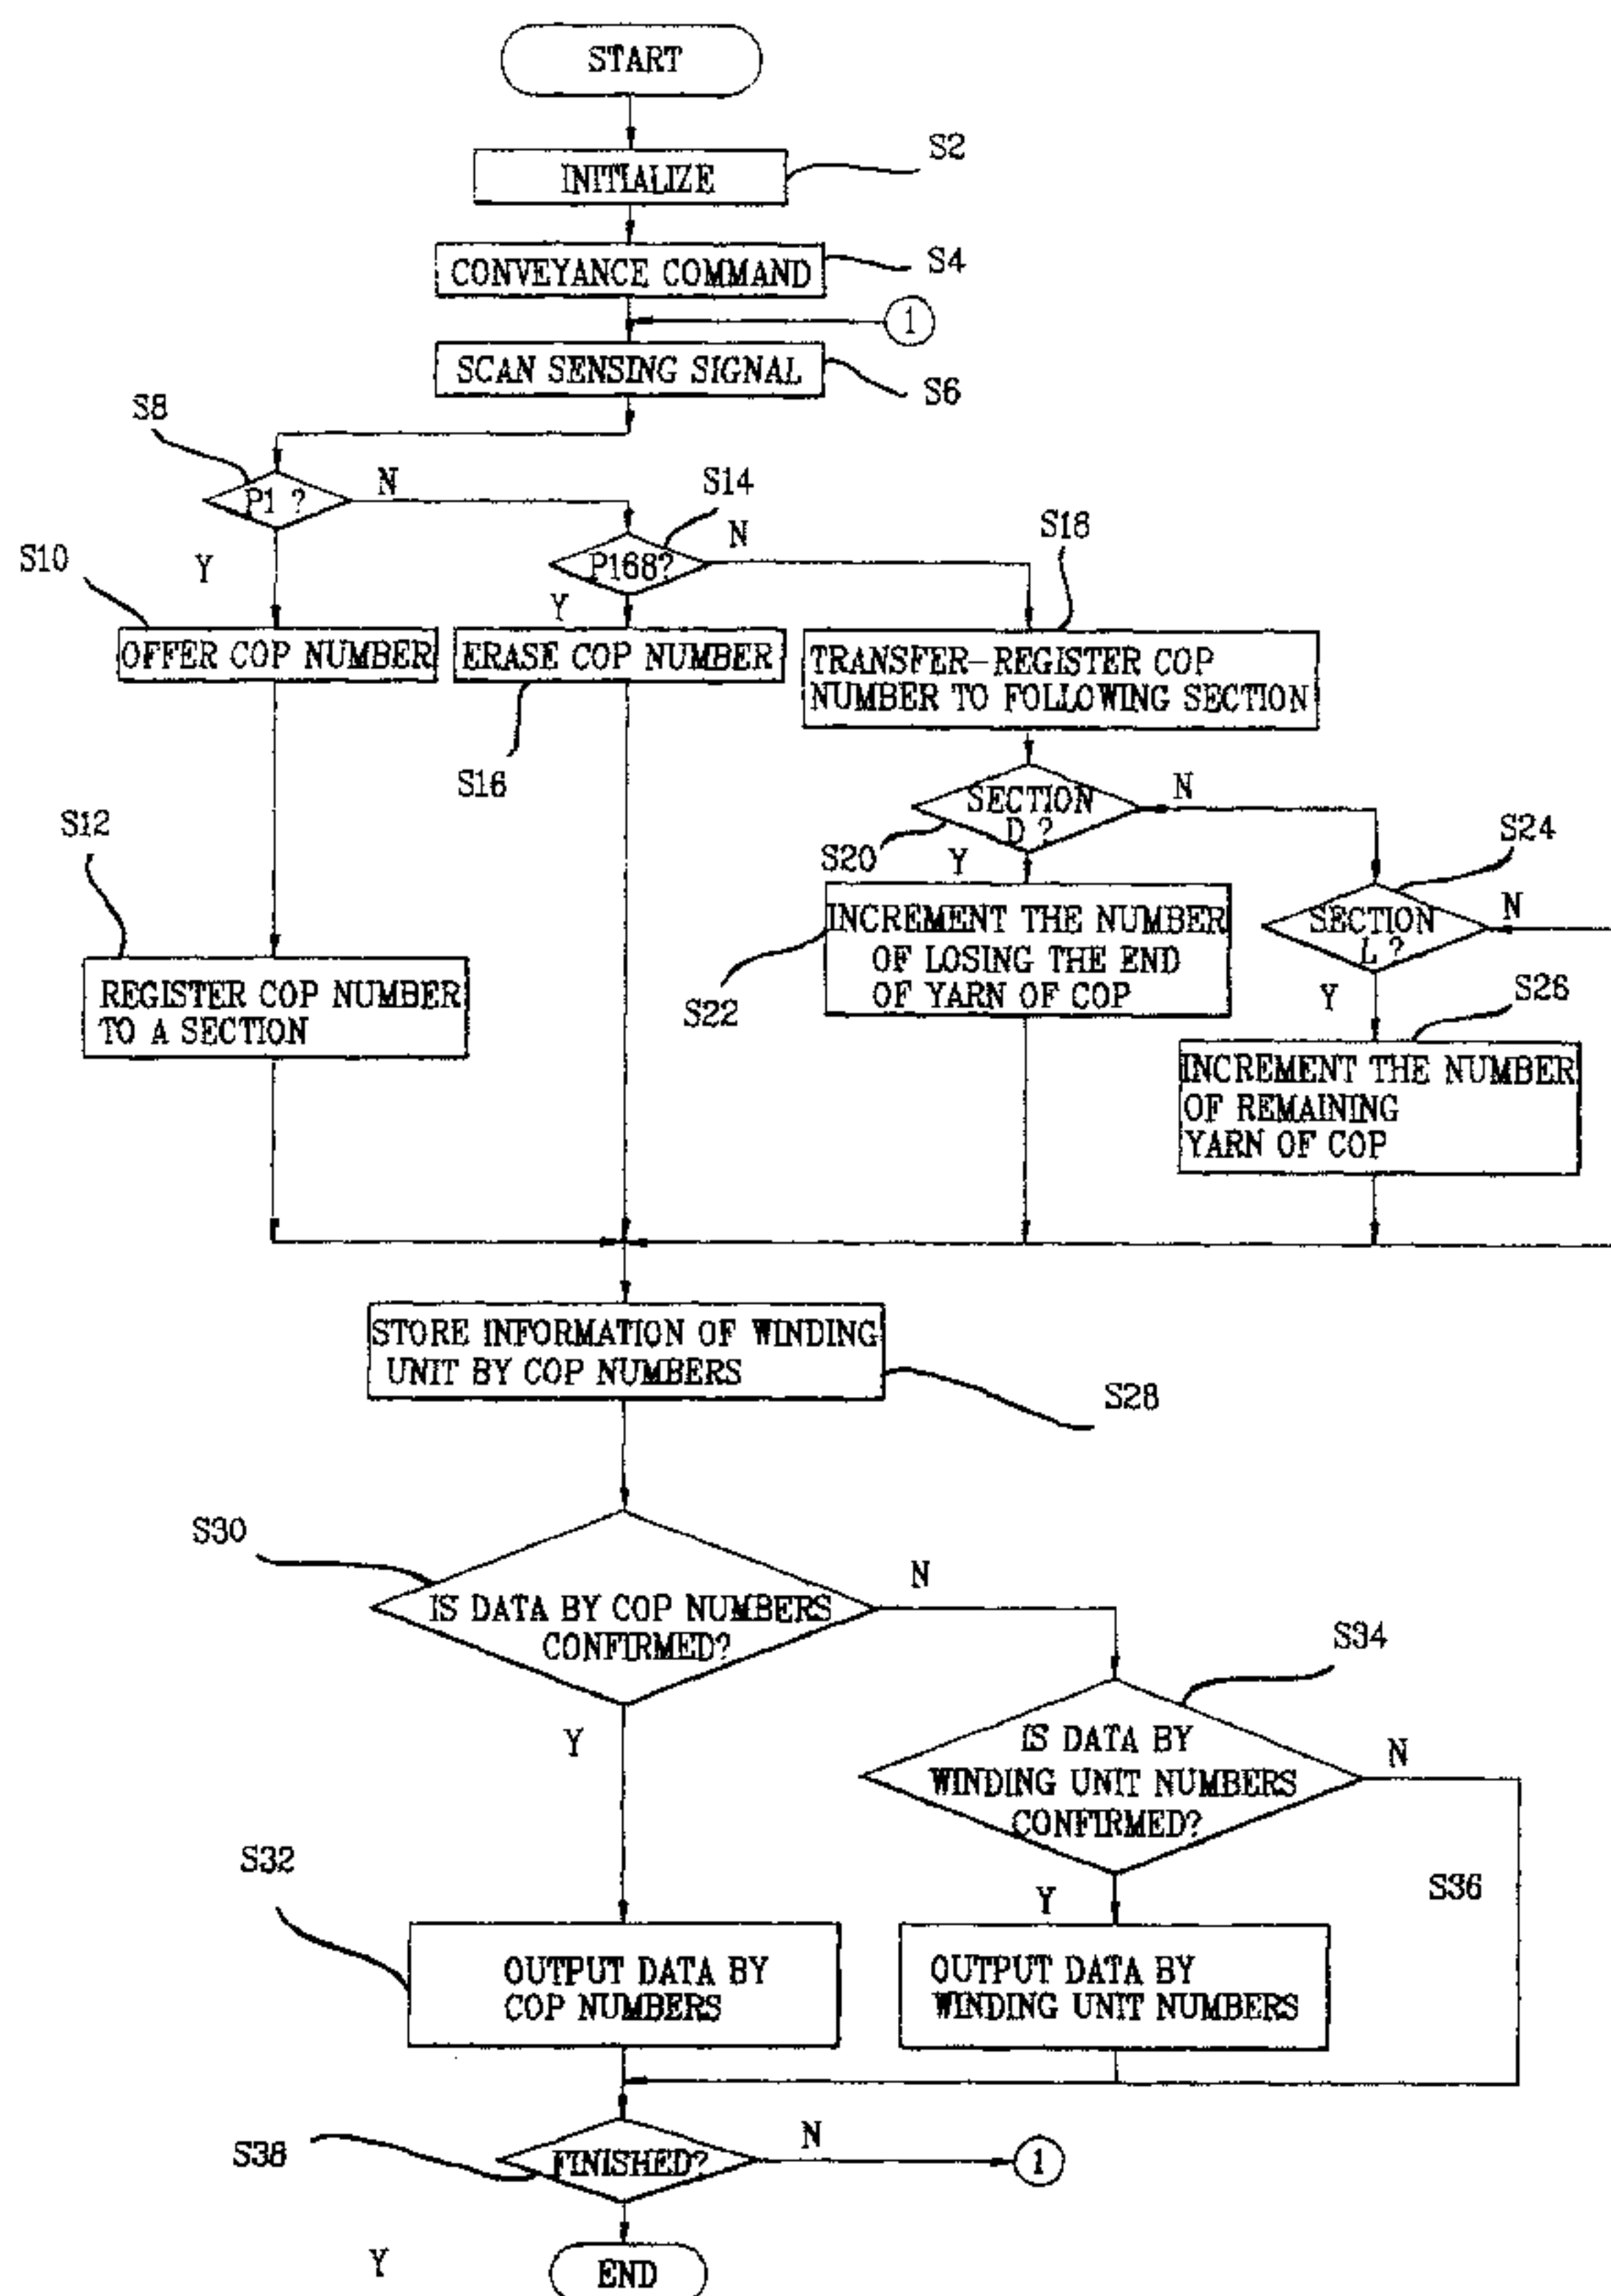 START
S2
INITIALIZE
S4
CONVEYANCE COMMAND
1
SCAN SENSING SIGNAL
S6
S8
P1 ?
N
S14
P168?
N
S18
S10
Y
Y
OFFER COP NUMBER
ERASE COP NUMBER
TRANSFER-REGISTER COP
NUMBER TO FOLLOWING SECTION
S16
SECTION
D ?
N
S12
S20
Y
S24
SECTION
L ?
N
INCREMENT THE NUMBER
OF LOSING THE END
OF YARN OF COP
S22
REGISTER COP NUMBER
TO A SECTION
Y
S26
INCREMENT THE NUMBER
OF REMAINING
YARN OF COP
STORE INFORMATION OF WINDING
UNIT BY COP NUMBERS
S28
S30
N
IS DATA BY COP NUMBERS
CONFIRMED?
S34
Y
IS DATA BY
WINDING UNIT NUMBERS
CONFIRMED?
N
S32
Y
S36
OUTPUT DATA BY
COP NUMBERS
OUTPUT DATA BY
WINDING UNIT NUMBERS
S38
FINISHED?
N
1
Y
END